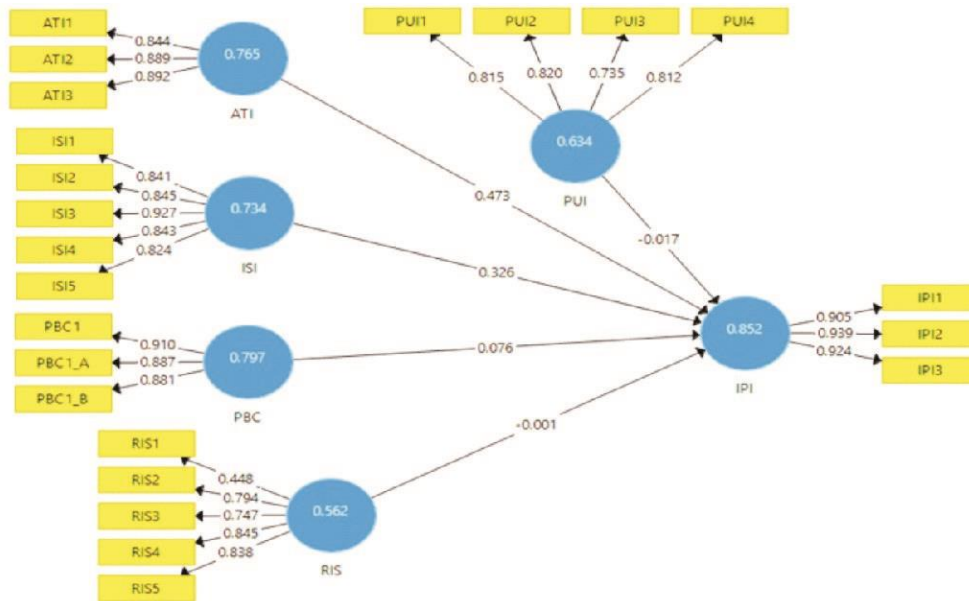 ATI1
ATI2
ATI3
0.844
0.889
0.892
0.765
ATI
PUI1
PUI2
PUI3
PUI4
0.815
0.820
0.735
0.812
0.634
PUI
ISI1
ISI2
ISI3
ISI4
ISI5
0.841
0.845
0.927
0.843
0.824
0.734
ISI
0.473
-0.017
0.326
PBC1
PBC1_A
PBC1_B
0.910
0.887
0.881
0.797
PBC
0.076
0.852
IPI
0.905
0.939
0.924
IPI1
IPI2
IPI3
-0.001
RIS1
RIS2
RIS3
RIS4
RIS5
0.448
0.794
0.747
0.845
0.838
0.562
RIS